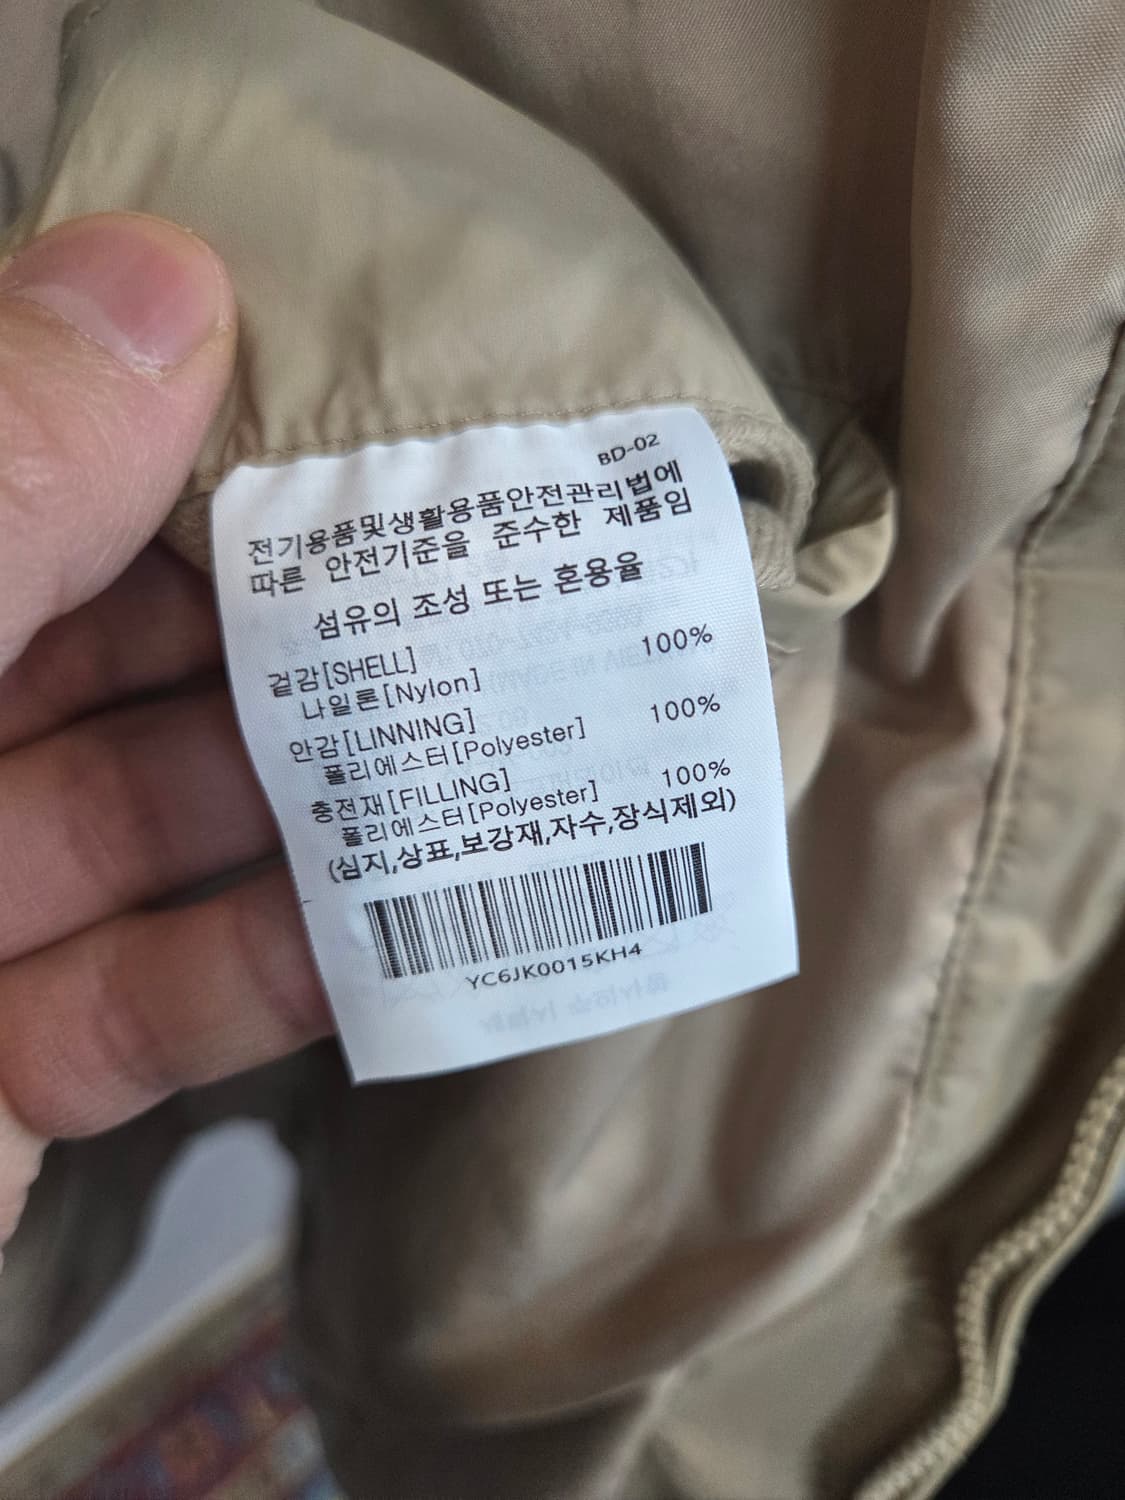 BD-02
전기용품및생활용품안전관리법에
따른 안전기준을 준수한 제품임
섬유의 조성 또는 혼용율
겉감[SHELL]
나일론[Nylon] 100%
안감[LINNING]
폴리에스터[Polyester] 100%
충전재[FILLING]
폴리에스터[Polyester] 100%
(심지,상표,보강재,자수,장식제외)
YC6JK0015KH4